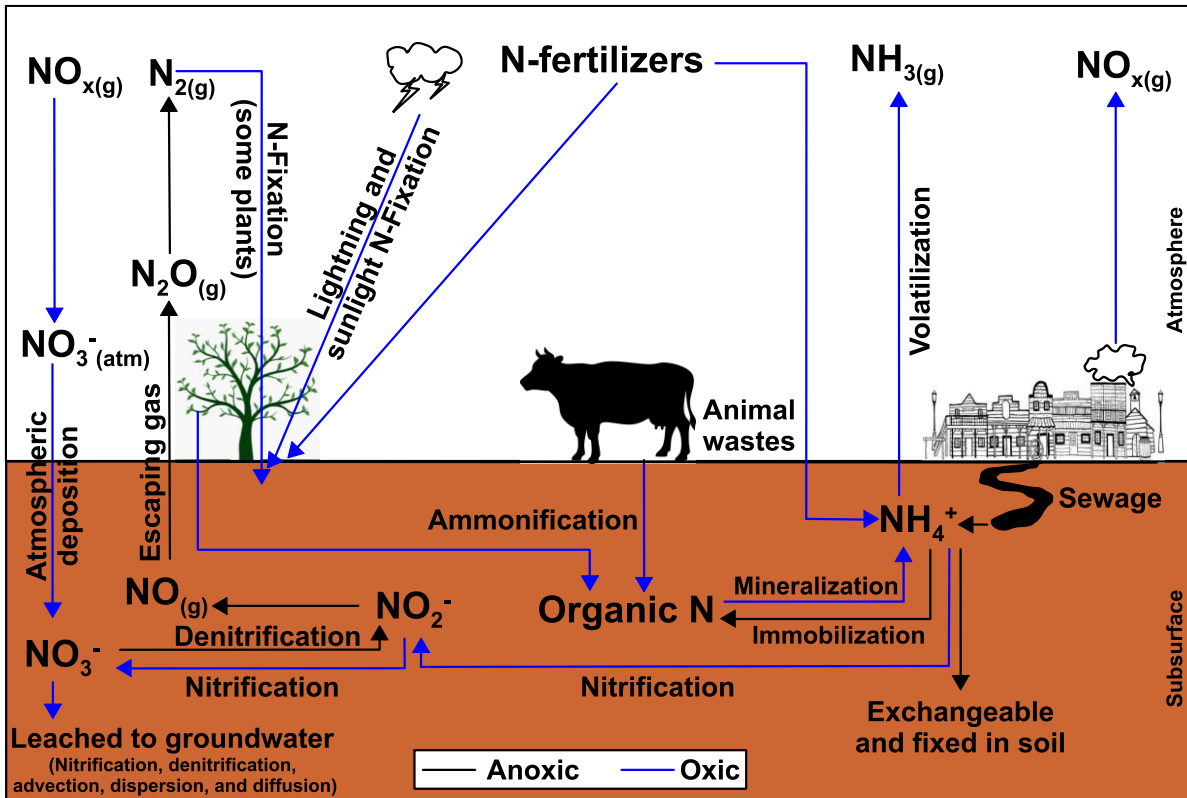 NOx(g)
N2(g)
N-fertilizers
NH3(g)
NOx(g)
N-Fixation
(some plants)
Lightning and
sunlight N-Fixation
Volatilization
Atmosphere
N2O(g)
NO3-(atm)
Escaping gas
Atmospheric
deposition
Animal
wastes
Sewage
Ammonification
NH4+
NO(g)
NO2-
Organic N
Mineralization
Immobilization
Denitrification
NO3-
Nitrification
Nitrification
Subsurface
Exchangeable
and fixed in soil
Leached to groundwater
(Nitrification, denitrification,
advection, dispersion, and diffusion)
Anoxic
Oxic